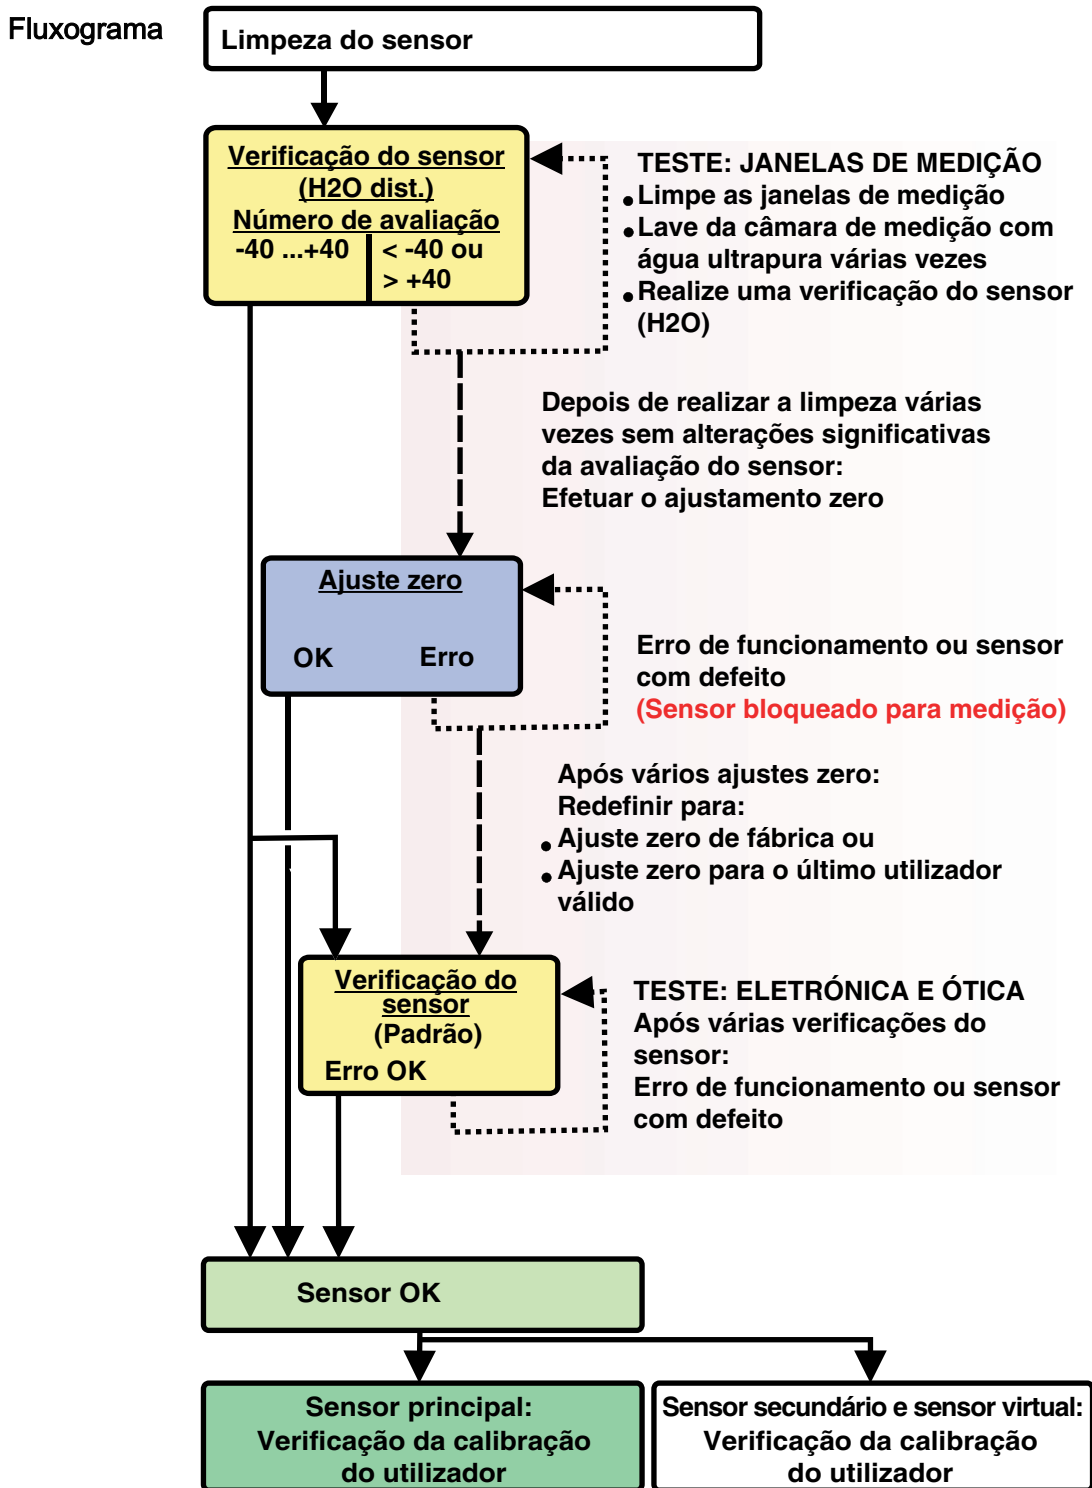 Fluxograma
Limpeza do sensor
Verificação do sensor
(H2O dist.)
Número de avaliação
-40 ...+40
< -40 ou
> +40
TESTE: JANELAS DE MEDIÇÃO
• Limpe as janelas de medição
• Lave da câmara de medição com
água ultrapura várias vezes
• Realize uma verificação do sensor
(H2O)
Depois de realizar a limpeza várias
vezes sem alterações significativas
da avaliação do sensor:
Efetuar o ajustamento zero
Ajuste zero
OK Erro
Erro de funcionamento ou sensor
com defeito
(Sensor bloqueado para medição)
Após vários ajustes zero:
Redefinir para:
• Ajuste zero de fábrica ou
• Ajuste zero para o último utilizador
válido
Verificação do
sensor
(Padrão)
Erro OK
TESTE: ELETRÓNICA E ÓTICA
Após várias verificações do
sensor:
Erro de funcionamento ou sensor
com defeito
Sensor OK
Sensor principal:
Verificação da calibração
do utilizador
Sensor secundário e sensor virtual:
Verificação da calibração
do utilizador